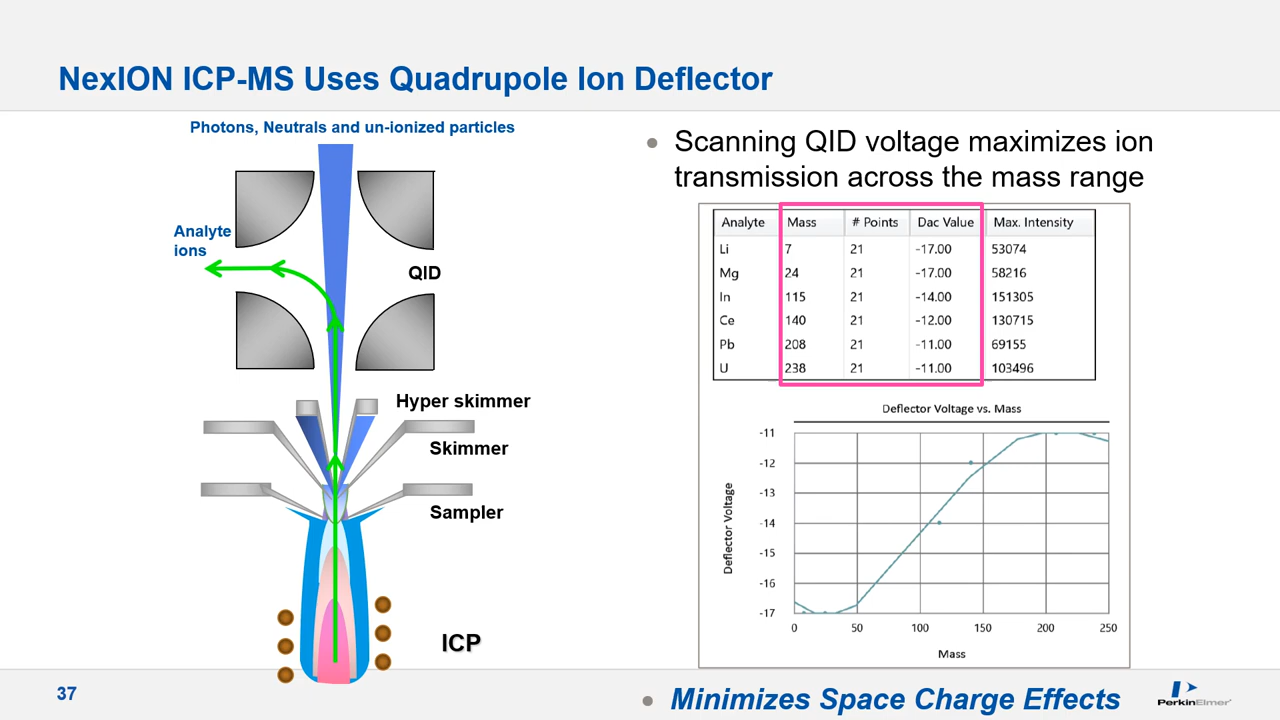 NexION ICP-MS Uses Quadrupole Ion Deflector
Photons, Neutrals and un-ionized particles
Analyte
ions
QID
Hyper skimmer
Skimmer
Sampler
ICP
• Scanning QID voltage maximizes ion
transmission across the mass range
Analyte Mass # Points Dac Value Max. Intensity
Li 7 21 -17.00 53074
Mg 24 21 -17.00 58216
In 115 21 -14.00 151305
Ce 140 21 -12.00 130715
Pb 208 21 -11.00 69155
U 238 21 -11.00 103496
Deflector Voltage vs. Mass
Deflector Voltage
-11
-12
-13
-14
-15
-16
-17
0 50 100 150 200 250
Mass
• Minimizes Space Charge Effects
37
PerkinElmer®